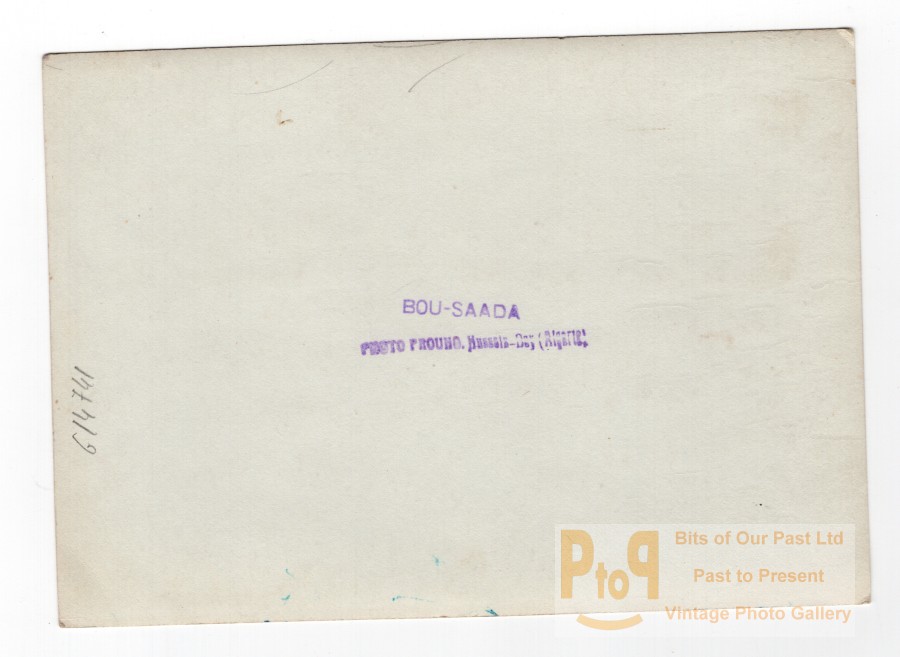 BOU-SAADA
PHOTO PROUHO. Hussein-Dey (Algerie)
614741
PtoP
Bits of Our Past Ltd
Past to Present
Vintage Photo Gallery